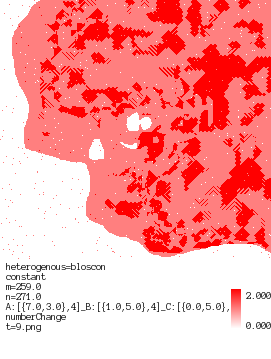 heterogenous=bloscon
constant
m=259.0
n=271.0
A:[{7.0,3.0},4]_B:[{1.0,5.0},4]_C:[{0.0,5.0},
numberChange
t=9.png
2.000
0.000